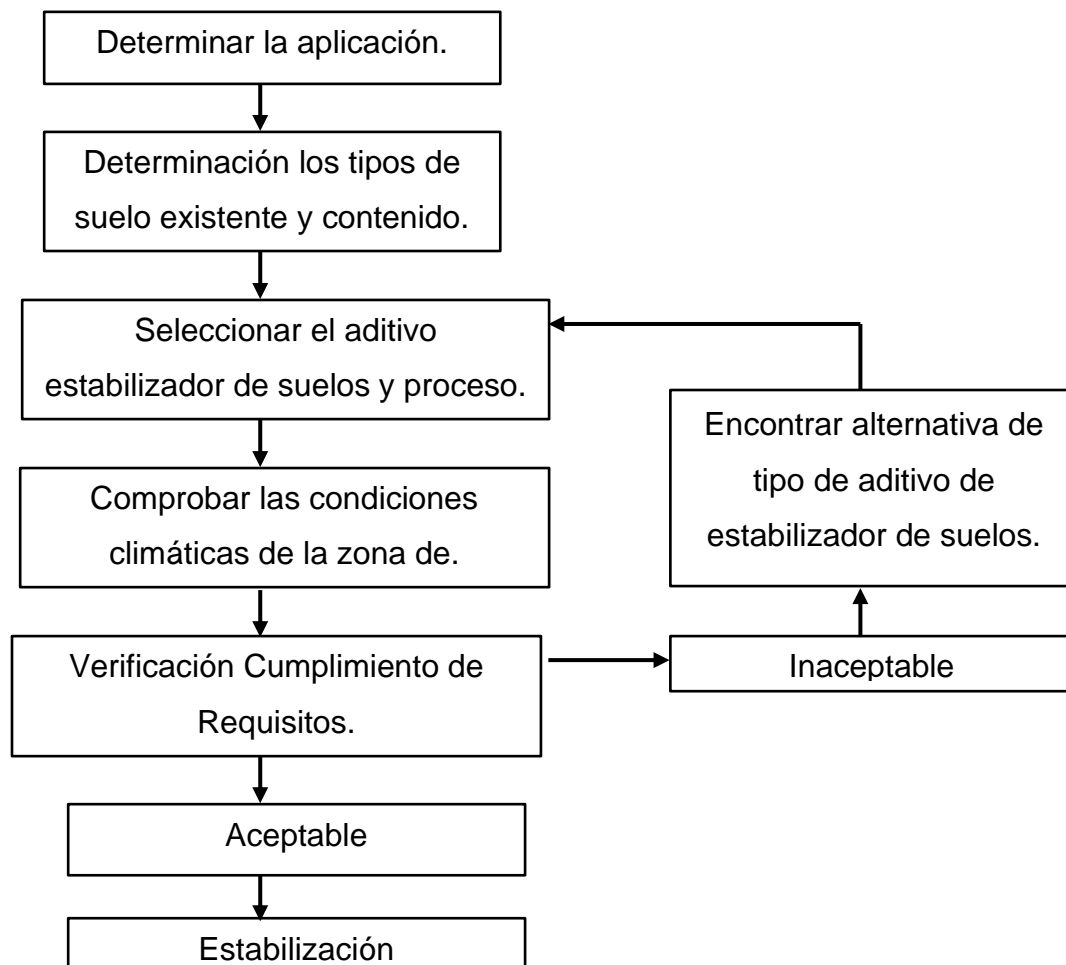 Determinar la aplicación.
Determinación los tipos de
suelo existente y contenido.
Seleccionar el aditivo
estabilizador de suelos y proceso.
Comprobar las condiciones
climáticas de la zona de.
Verificación Cumplimiento de
Requisitos.
Inaceptable
Encontrar alternativa de
tipo de aditivo de
estabilizador de suelos.
Aceptable
Estabilización